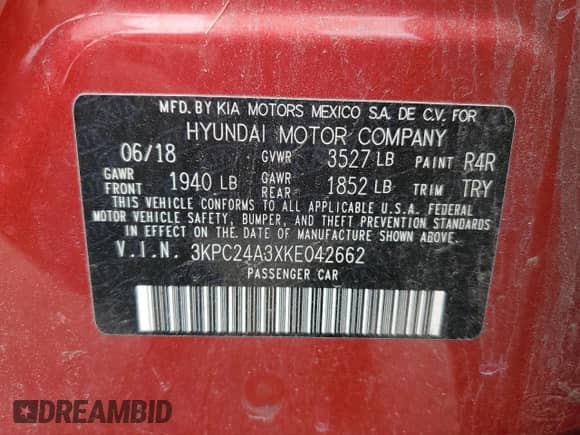 MFD. BY KIA MOTORS MEXICO S.A. DE C.V. FOR
HYUNDAI MOTOR COMPANY
06/18 GVWR 3527 LB PAINT R4R
GAWR FRONT 1940 LB GAWR REAR 1852 LB TRIM TRY
THIS VEHICLE CONFORMS TO ALL APPLICABLE U.S.A. FEDERAL
MOTOR VEHICLE SAFETY, BUMPER, AND THEFT PREVENTION STANDARDS
IN EFFECT ON THE DATE OF MANUFACTURE SHOWN ABOVE.
V.I.N. 3KPC24A3XKE042662
PASSENGER CAR
DREAMBID